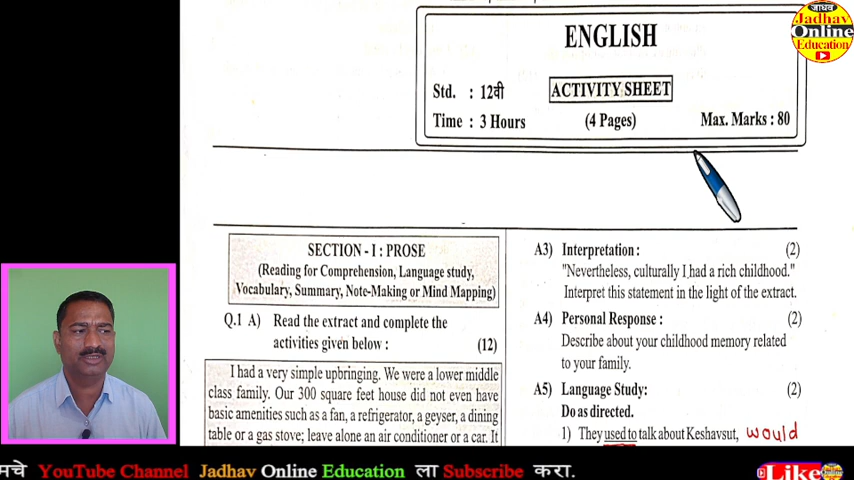 जाधव
Jadhav
Online
Education
ENGLISH
Std. : 12वी
ACTIVITY SHEET
Time : 3 Hours
(4 Pages)
Max. Marks : 80
SECTION - I : PROSE
(Reading for Comprehension, Language study,
Vocabulary, Summary, Note-Making or Mind Mapping)
Q.1 A) Read the extract and complete the
activities given below : (12)
I had a very simple upbringing. We were a lower middle
class family. Our 300 square feet house did not even have
basic amenities such as a fan, a refrigerator, a geyser, a dining
table or a gas stove; leave alone an air conditioner or a car. It
A3) Interpretation : (2)
"Nevertheless, culturally I had a rich childhood."
Interpret this statement in the light of the extract.
A4) Personal Response : (2)
Describe about your childhood memory related
to your family.
A5) Language Study: (2)
Do as directed.
1) They used to talk about Keshavsut, would
मचे YouTube Channel Jadhav Online Education ला Subscribe करा.
Like